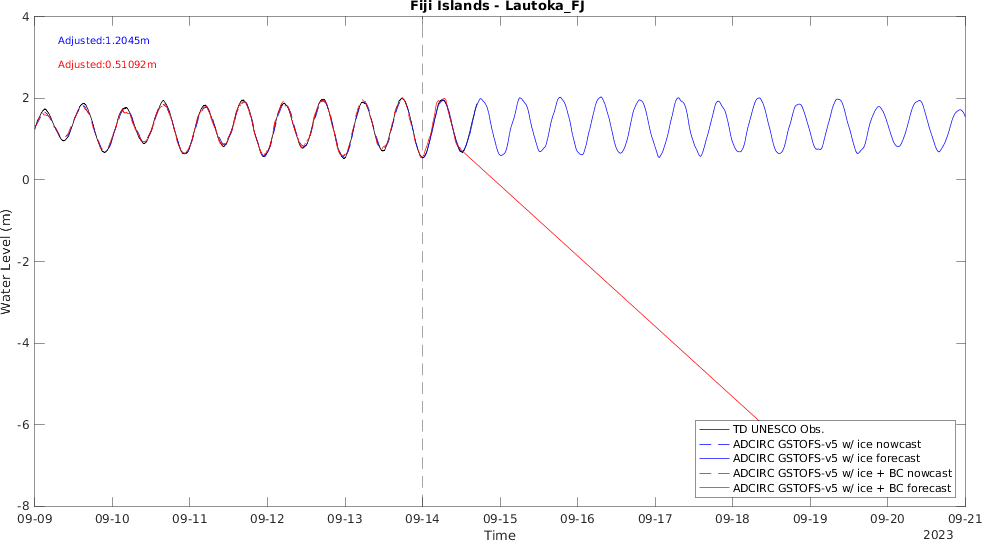 Fiji Islands - Lautoka_FJ
Adjusted:1.2045m
Adjusted:0.51092m
4
2
0
-2
-4
-6
-8
Water Level (m)
TD UNESCO Obs.
ADCIRC GSTOFS-v5 w/ ice nowcast
ADCIRC GSTOFS-v5 w/ ice forecast
ADCIRC GSTOFS-v5 w/ ice + BC nowcast
ADCIRC GSTOFS-v5 w/ ice + BC forecast
09-09 09-10 09-11 09-12 09-13 09-14 09-15 09-16 09-17 09-18 09-19 09-20 09-21
Time
2023